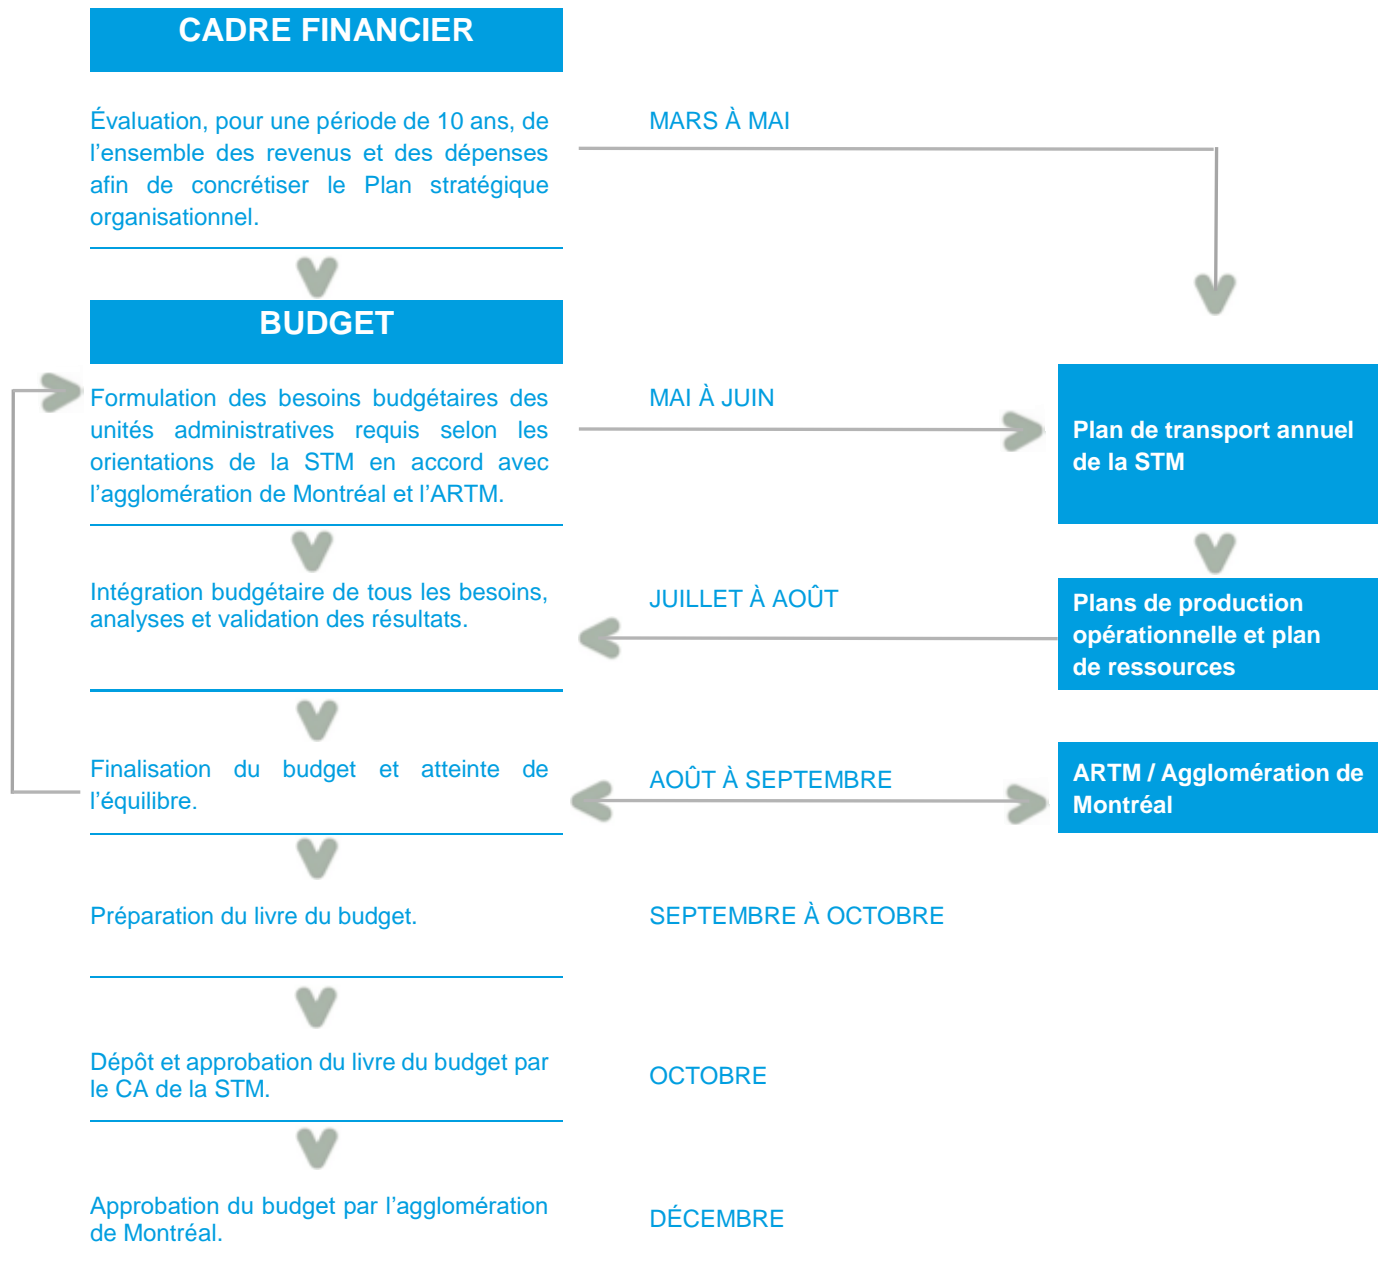 CADRE FINANCIER
Évaluation, pour une période de 10 ans, de
l’ensemble des revenus et des dépenses
afin de concrétiser le Plan stratégique
organisationnel.
MARS À MAI
BUDGET
Formulation des besoins budgétaires des
unités administratives requis selon les
orientations de la STM en accord avec
l’agglomération de Montréal et l’ARTM.
MAI À JUIN
Plan de transport annuel
de la STM
Intégration budgétaire de tous les besoins,
analyses et validation des résultats.
JUILLET À AOÛT
Plans de production
opérationnelle et plan
de ressources
Finalisation du budget et atteinte de
l’équilibre.
AOÛT À SEPTEMBRE
ARTM / Agglomération de
Montréal
Préparation du livre du budget.
SEPTEMBRE À OCTOBRE
Dépôt et approbation du livre du budget par
le CA de la STM.
OCTOBRE
Approbation du budget par l’agglomération
de Montréal.
DÉCEMBRE